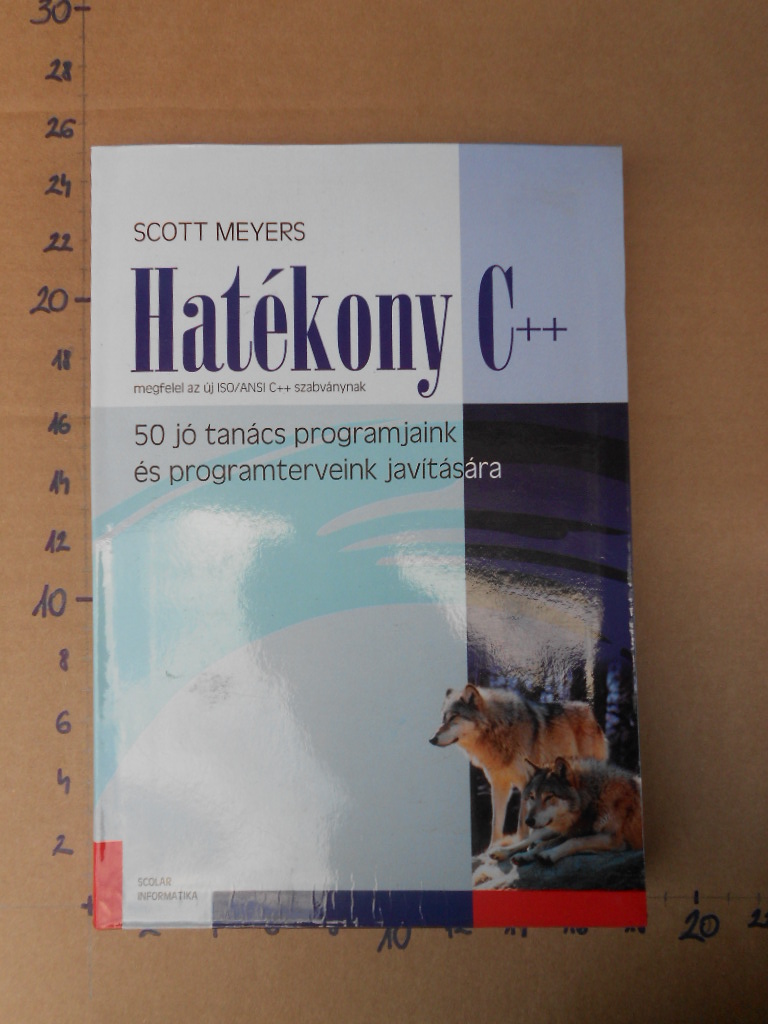 30
28
26
24
22
20
18
16
14
12
10
8
6
4
2
SCOTT MEYERS
Hatékony C++
megfelel az új ISO/ANSI C++ szabványnak
50 jó tanács programjaink
és programterveink javítására
SCOLAR
INFORMATIKA
10
20